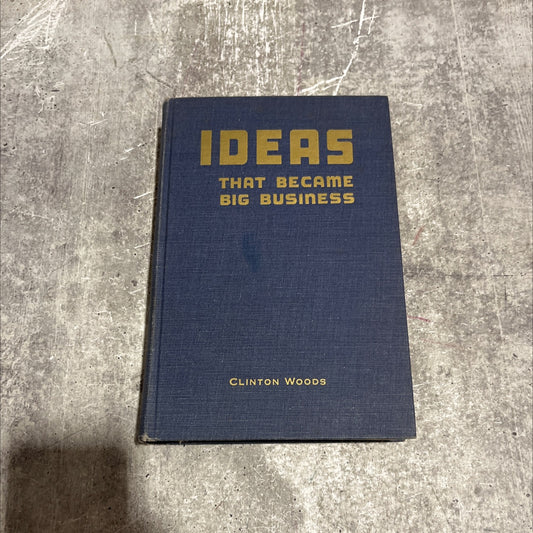 IDEAS
THAT BECAME
BIG BUSINESS
CLINTON WOODS